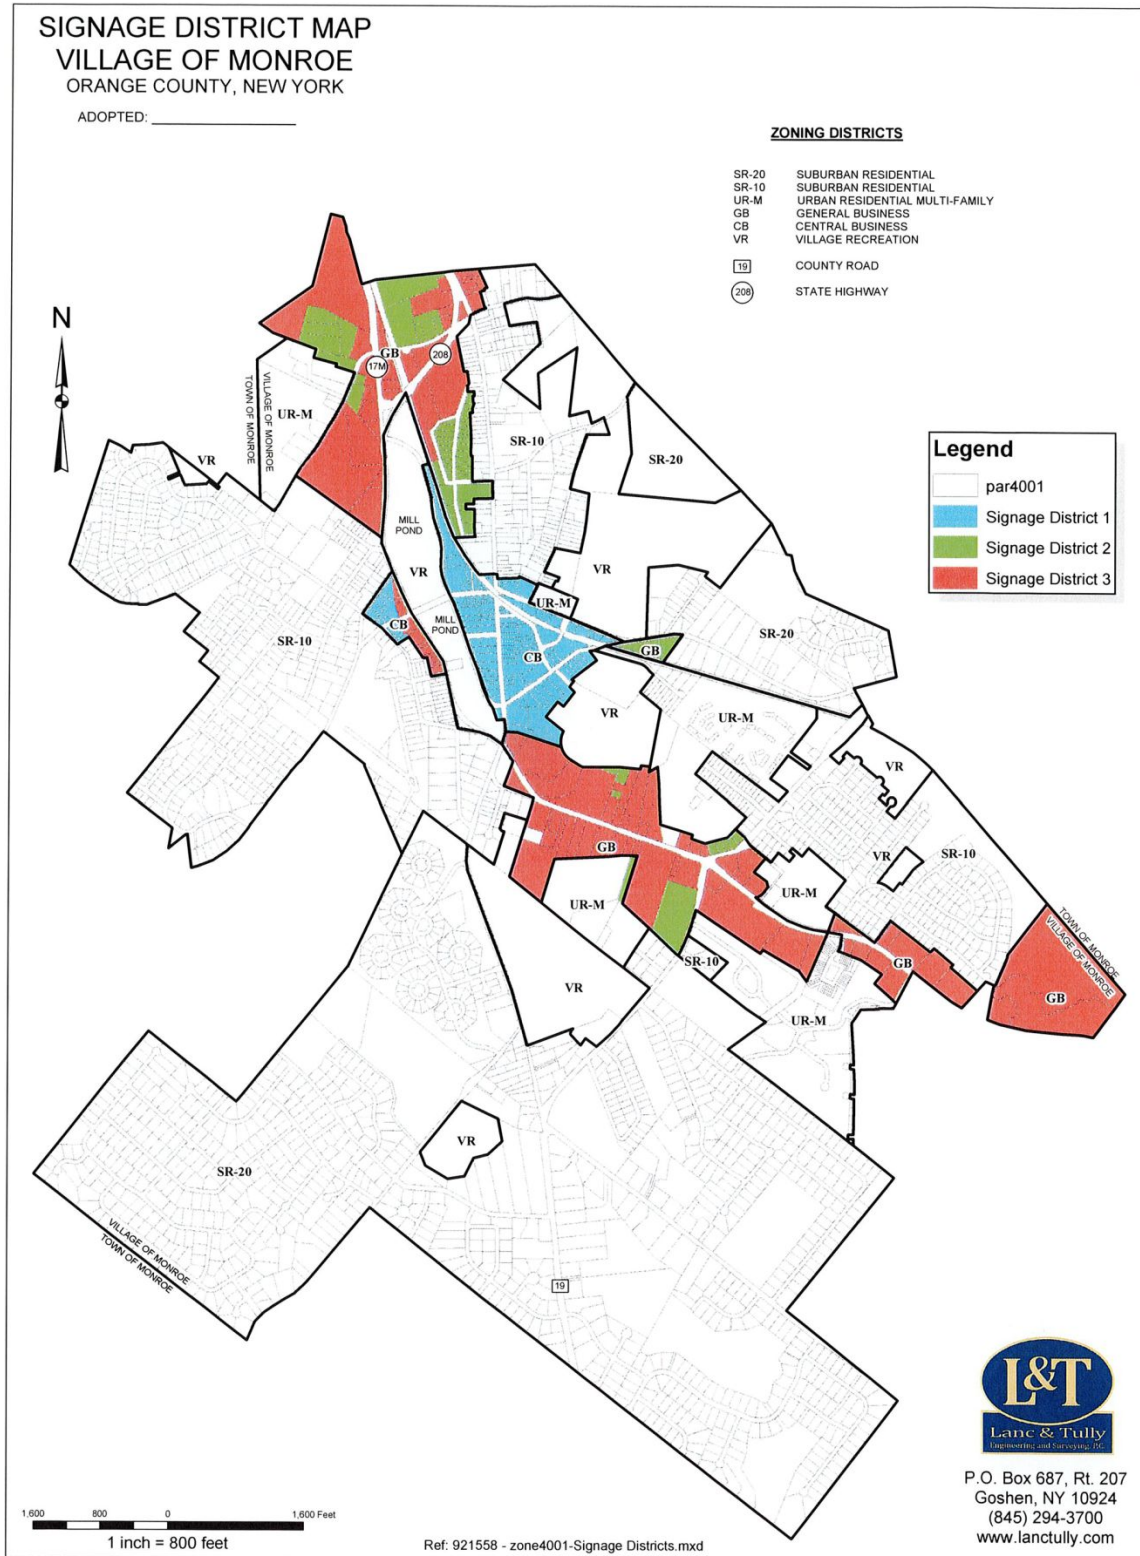 SIGNAGE DISTRICT MAP
VILLAGE OF MONROE
ORANGE COUNTY, NEW YORK
ADOPTED:
ZONING DISTRICTS
SR-20 SUBURBAN RESIDENTIAL
SR-10 SUBURBAN RESIDENTIAL
UR-M URBAN RESIDENTIAL MULTI-FAMILY
GB GENERAL BUSINESS
CB CENTRAL BUSINESS
VR VILLAGE RECREATION
19 COUNTY ROAD
208 STATE HIGHWAY
N
GB
17M
208
VILLAGE OF MONROE
TOWN OF MONROE
UR-M
SR-10
VR
SR-20
Legend
par4001
Signage District 1
Signage District 2
Signage District 3
MILL
POND
VR
VR
UR-M
CB
MILL
POND
SR-10
CB
GB
SR-20
VR
UR-M
VR
GB
VR
SR-10
UR-M
UR-M
TOWN OF MONROE
VILLAGE OF MONROE
SR-10
GB
VR
GB
UR-M
VR
SR-20
VILLAGE OF MONROE
TOWN OF MONROE
19
L&T
Lanc & Tully
Engineering and Surveying, P.C.
P.O. Box 687, Rt. 207
Goshen, NY 10924
(845) 294-3700
www.lanctully.com
1,600 800 0 1,600 Feet
1 inch = 800 feet
Ref: 921558 - zone4001-Signage Districts.mxd